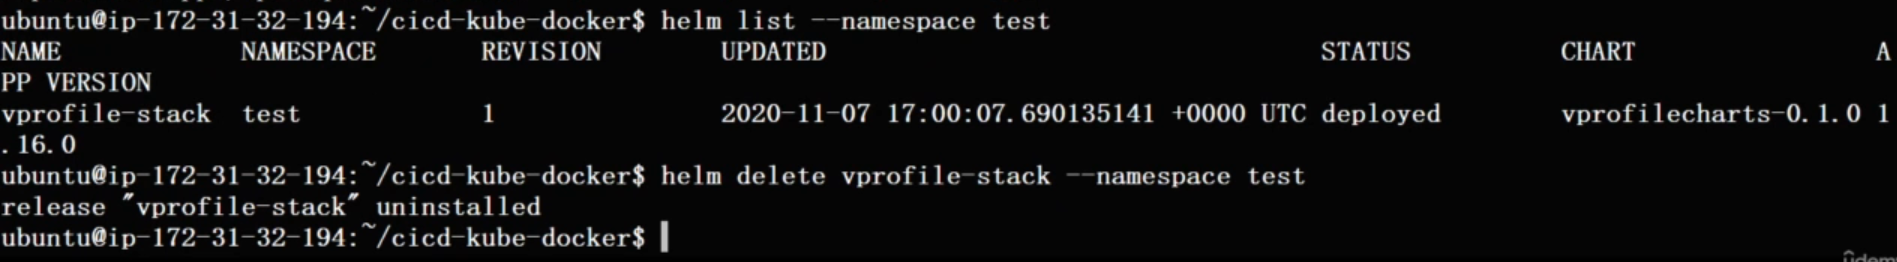 ubuntu@ip-172-31-32-194:~/cicd-kube-docker$ helm list --namespace test
NAME NAMESPACE REVISION UPDATED STATUS CHART A
PP VERSION
vprofile-stack test 1 2020-11-07 17:00:07.690135141 +0000 UTC deployed vprofilecharts-0.1.0 1
.16.0
ubuntu@ip-172-31-32-194:~/cicd-kube-docker$ helm delete vprofile-stack --namespace test
release "vprofile-stack" uninstalled
ubuntu@ip-172-31-32-194:~/cicd-kube-docker$